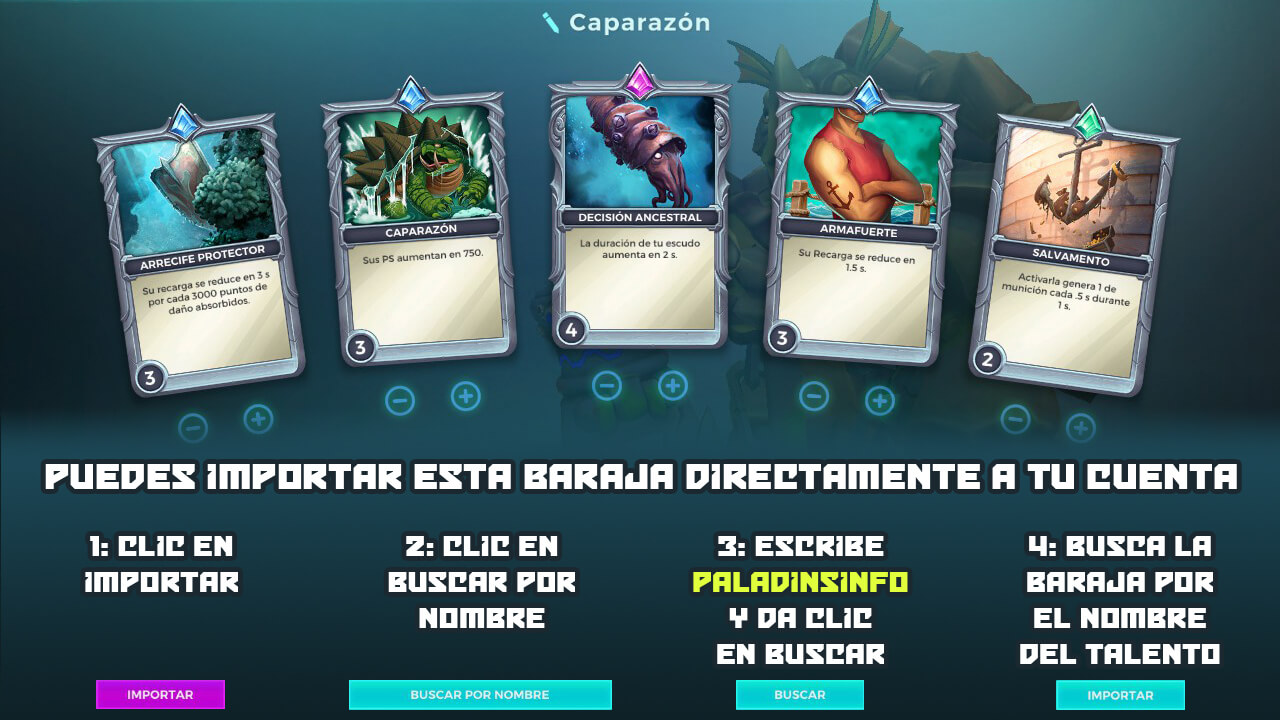 Caparazón
ARRECIFE PROTECTOR
Su recarga se reduce en 3 s
por cada 3000 puntos de
daño absorbidos.
3
CAPARAZÓN
Sus PS aumentan en 750.
3
DECISIÓN ANCESTRAL
La duración de tu escudo
aumenta en 2 s.
4
ARMAFUERTE
Su Recarga se reduce en
1.5 s.
3
SALVAMENTO
Activarla genera 1 de
munición cada .5 s durante
1 s.
2
PUEDES IMPORTAR ESTA BARAJA DIRECTAMENTE A TU CUENTA
1: CLIC EN
IMPORTAR
IMPORTAR
2: CLIC EN
BUSCAR POR
NOMBRE
BUSCAR POR NOMBRE
3: ESCRIBE
PALADINSINFO
Y DA CLIC
EN BUSCAR
BUSCAR
4: BUSCA LA
BARAJA POR
EL NOMBRE
DEL TALENTO
IMPORTAR